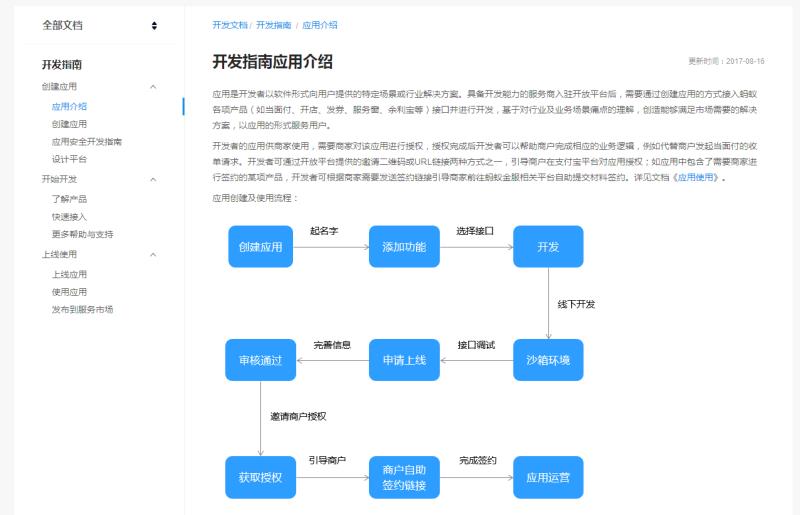 全部文档
开发指南
创建应用
应用介绍
创建应用
应用安全开发指南
设计平台
开始开发
了解产品
快速接入
更多帮助与支持
上线使用
上线应用
使用应用
发布到服务市场
开发文档 / 开发指南 / 应用介绍
开发指南应用介绍
更新时间：2017-08-16
应用是开发者以软件形式向用户提供的特定场景或行业解决方案。具备开发能力的服务商入驻开放平台后，需要通过创建应用的方式接入蚂蚁
各项产品（如当面付、开店、发券、服务窗、余利宝等）接口并进行开发，基于对行业及业务场景痛点的理解，创造能够满足市场需要的解决
方案，以应用的形式服务用户。
开发者的应用供商家使用，需要商家对该应用进行授权，授权完成后开发者可以帮助商户完成相应的业务逻辑，例如代替商户发起当面付的收
单请求。开发者可通过开放平台提供的邀请二维码或URL链接两种方式之一，引导商户在支付宝平台对应用授权；如应用中包含了需要商家进
行签约的某项产品，开发者可根据商家需要发送签约链接引导商家前往蚂蚁金服相关平台自助提交材料签约。详见文档《应用使用》。
应用创建及使用流程：
创建应用 起名字 添加功能 选择接口 开发
线下开发
审核通过 完善信息 申请上线 接口调试 沙箱环境
邀请商户授权
获取授权 引导商户 商户自助
签约链接 完成签约 应用运营